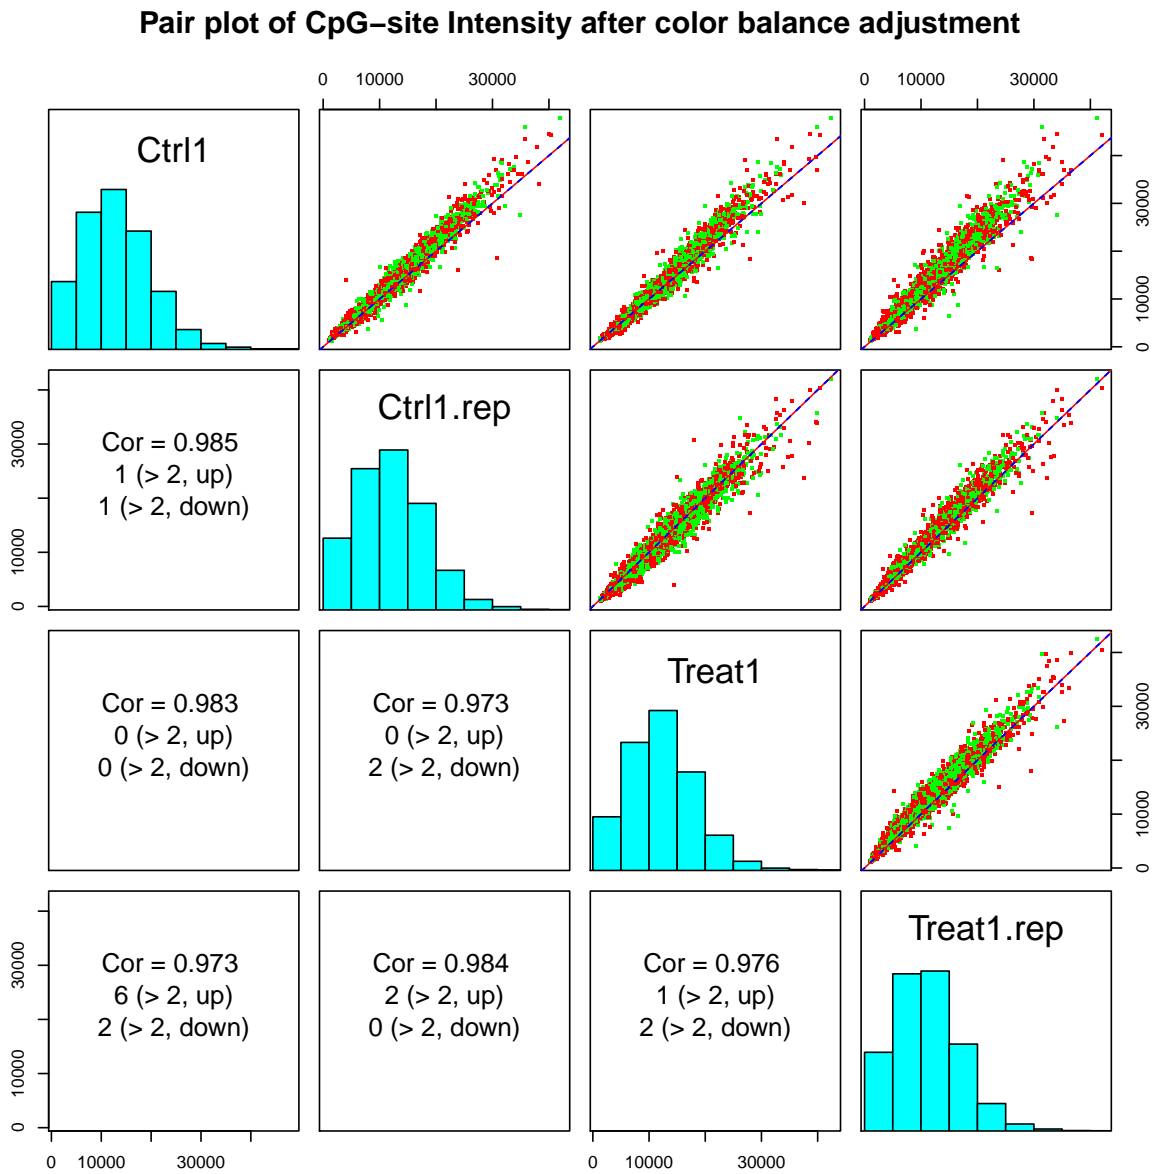 Pair plot of CpG−site Intensity after color balance adjustment
0 10000 30000
0 10000 30000
Ctrl1
30000
10000
0
30000
10000
0
Cor = 0.985
1 (> 2, up)
1 (> 2, down)
Ctrl1.rep
Cor = 0.983
0 (> 2, up)
0 (> 2, down)
Cor = 0.973
0 (> 2, up)
2 (> 2, down)
Treat1
30000
10000
0
30000
10000
0
Cor = 0.973
6 (> 2, up)
2 (> 2, down)
Cor = 0.984
2 (> 2, up)
0 (> 2, down)
Cor = 0.976
1 (> 2, up)
2 (> 2, down)
Treat1.rep
0 10000 30000
0 10000 30000